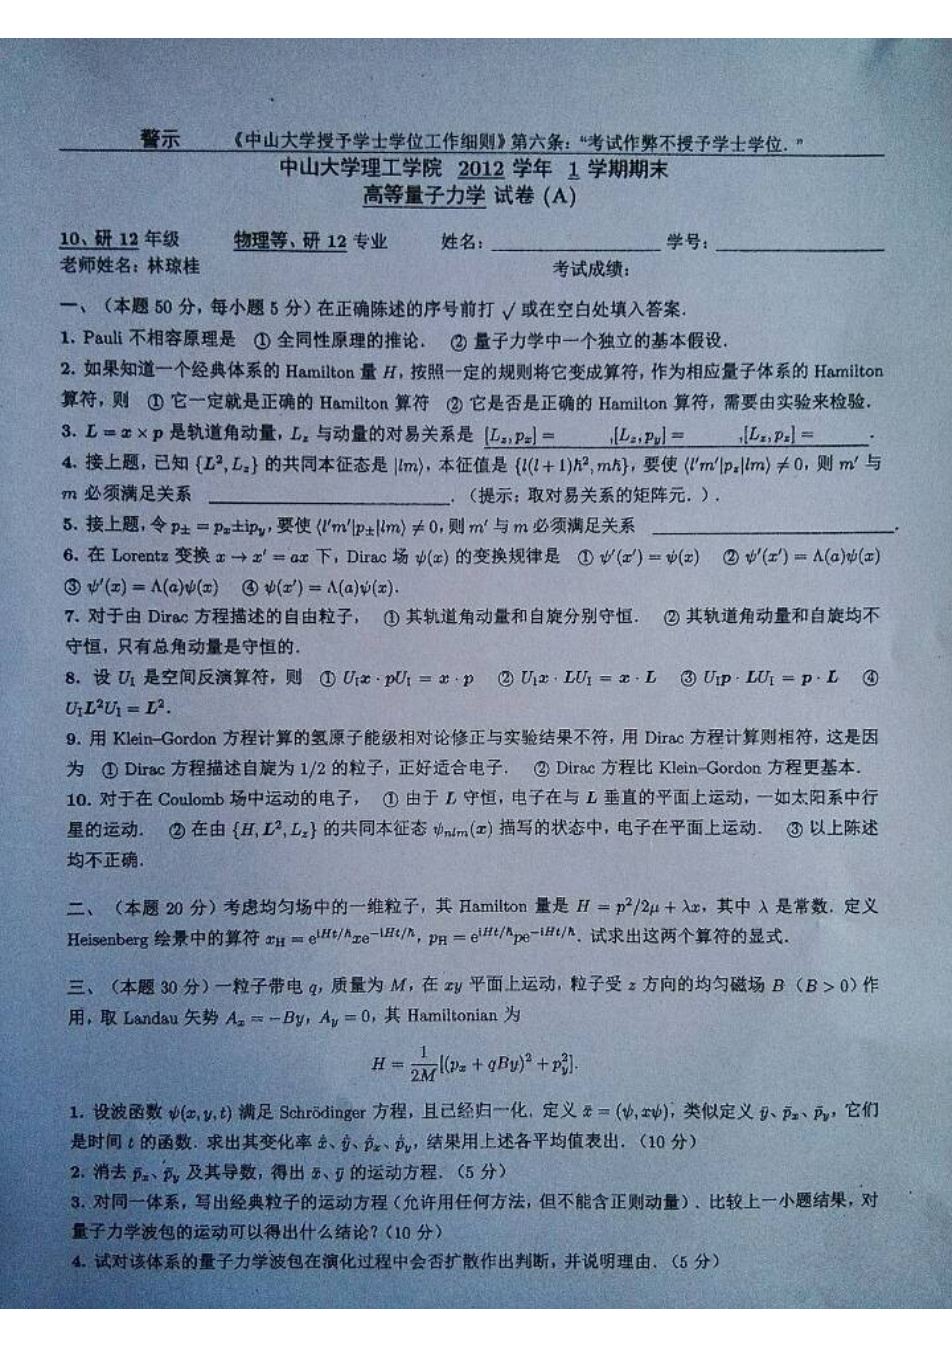 警示 《中山大学授予学士学位工作细则》第六条：“考试作弊不授予学士学位．”
中山大学理工学院 2012 学年 1 学期期末
高等量子力学 试卷 (A)
10、研 12 年级 物理等、研 12 专业 姓名： 学号：
老师姓名：林琼桂 考试成绩：
一、（本题 50 分，每小题 5 分）在正确陈述的序号前打 √ 或在空白处填入答案．
1. Pauli 不相容原理是 ① 全同性原理的推论． ② 量子力学中一个独立的基本假设．
2. 如果知道一个经典体系的 Hamilton 量 H，按照一定的规则将它变成算符，作为相应量子体系的 Hamilton
算符，则 ① 它一定就是正确的 Hamilton 算符 ② 它是否是正确的 Hamilton 算符，需要由实验来检验．
3. L = x × p 是轨道角动量，L_z 与动量的对易关系是 [L_z, p_x] = ,[L_z, p_y] = ,[L_z, p_z] = .
4. 接上题，已知 {L², L_z} 的共同本征态是 |lm⟩，本征值是 {l(l+1)ℏ², mℏ}，要使 ⟨l′m′|p_z|lm⟩ ≠ 0，则 m′ 与
m 必须满足关系 ．（提示：取对易关系的矩阵元．）．
5. 接上题，令 p± = p_x±ip_y，要使 ⟨l′m′|p±|lm⟩ ≠ 0，则 m′ 与 m 必须满足关系 ．
6. 在 Lorentz 变换 x → x′ = ax 下，Dirac 场 ψ(x) 的变换规律是 ① ψ′(x′) = ψ(x) ② ψ′(x′) = Λ(a)ψ(x)
③ ψ′(x) = Λ(a)ψ(x) ④ ψ(x′) = Λ(a)ψ(x).
7. 对于由 Dirac 方程描述的自由粒子， ① 其轨道角动量和自旋分别守恒． ② 其轨道角动量和自旋均不
守恒，只有总角动量是守恒的．
8. 设 U_I 是空间反演算符，则 ① U_I x · pU_I = x · p ② U_I x · LU_I = x · L ③ U_I p · LU_I = p · L ④
U_I L²U_I = L².
9. 用 Klein–Gordon 方程计算的氢原子能级相对论修正与实验结果不符，用 Dirac 方程计算则相符，这是因
为 ① Dirac 方程描述自旋为 1/2 的粒子，正好适合电子． ② Dirac 方程比 Klein–Gordon 方程更基本．
10. 对于在 Coulomb 场中运动的电子， ① 由于 L 守恒，电子在与 L 垂直的平面上运动，一如太阳系中行
星的运动． ② 在由 {H, L², L_z} 的共同本征态 ψ_nlm(x) 描写的状态中，电子在平面上运动． ③ 以上陈述
均不正确．
二、（本题 20 分）考虑均匀场中的一维粒子，其 Hamilton 量是 H = p²/2μ + λx，其中 λ 是常数．定义
Heisenberg 绘景中的算符 x_H = e^{iHt/ℏ}xe^{−iHt/ℏ}，p_H = e^{iHt/ℏ}pe^{−iHt/ℏ}．试求出这两个算符的显式．
三、（本题 30 分）一粒子带电 q，质量为 M，在 xy 平面上运动，粒子受 z 方向的均匀磁场 B（B > 0）作
用，取 Landau 矢势 A_x = −By，A_y = 0，其 Hamiltonian 为
H = 1/2M [(p_x + qBy)² + p_y²].
1. 设波函数 ψ(x, y, t) 满足 Schrödinger 方程，且已经归一化．定义 x̄ = (ψ, xψ)，类似定义 ȳ、p̄_x、p̄_y，它们
是时间 t 的函数．求出其变化率 x̄̇、ȳ̇、p̄̇_x、p̄̇_y，结果用上述各平均值表出．（10 分）
2. 消去 p̄_x、p̄_y 及其导数，得出 x̄、ȳ 的运动方程．（5 分）
3. 对同一体系，写出经典粒子的运动方程（允许用任何方法，但不能含正则动量）．比较上一小题结果，对
量子力学波包的运动可以得出什么结论？（10 分）
4. 试对该体系的量子力学波包在演化过程中会否扩散作出判断，并说明理由．（5 分）